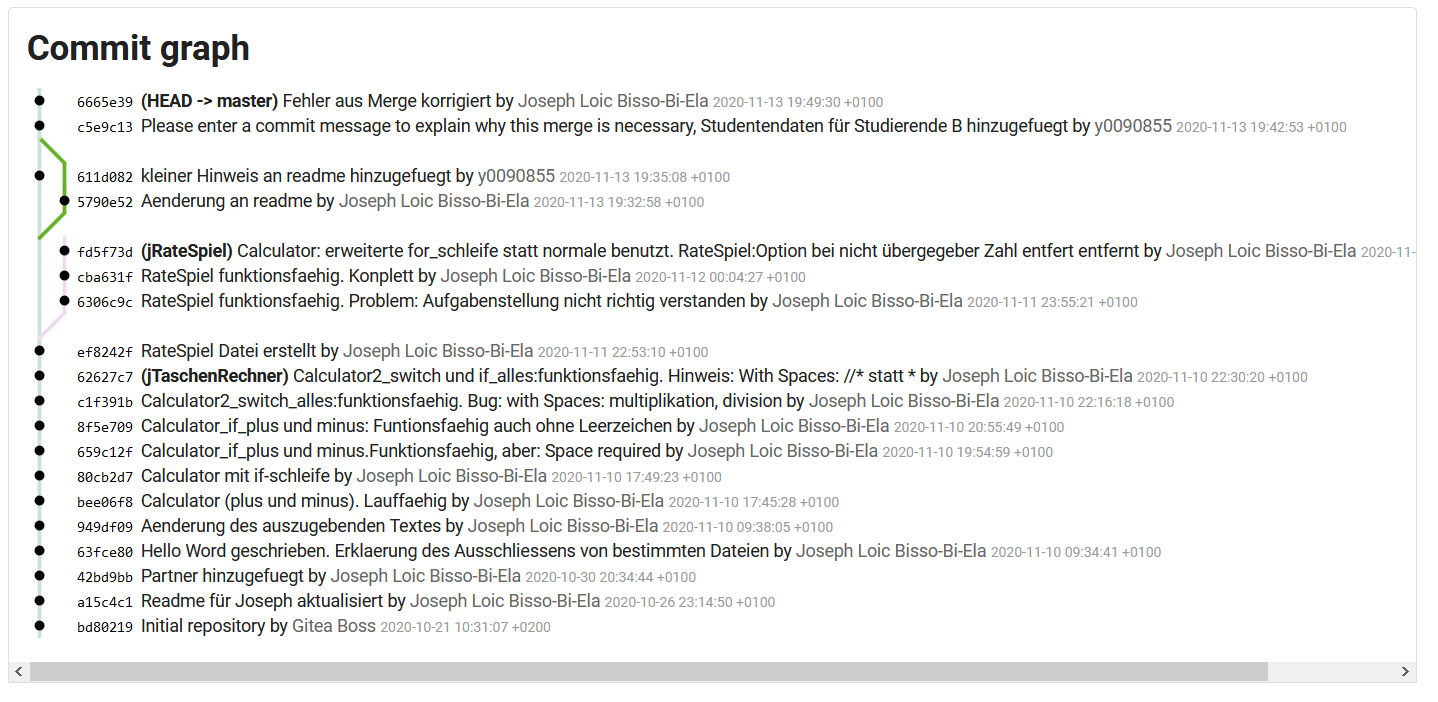 Commit graph
6665e39 (HEAD -> master) Fehler aus Merge korrigiert by Joseph Loic Bisso-Bi-Ela 2020-11-13 19:49:30 +0100
c5e9c13 Please enter a commit message to explain why this merge is necessary, Studentendaten für Studierende B hinzugefuegt by y0090855 2020-11-13 19:42:53 +0100
611d082 kleiner Hinweis an readme hinzugefuegt by y0090855 2020-11-13 19:35:08 +0100
5790e52 Aenderung an readme by Joseph Loic Bisso-Bi-Ela 2020-11-13 19:32:58 +0100
fd5f73d (jRateSpiel) Calculator: erweiterte for_schleife statt normale benutzt. RateSpiel:Option bei nicht übergegeber Zahl entfert entfernt by Joseph Loic Bisso-Bi-Ela 2020-11-
cba631f RateSpiel funktionsfaehig. Konplett by Joseph Loic Bisso-Bi-Ela 2020-11-12 00:04:27 +0100
6306c9c RateSpiel funktionsfaehig. Problem: Aufgabenstellung nicht richtig verstanden by Joseph Loic Bisso-Bi-Ela 2020-11-11 23:55:21 +0100
ef8242f RateSpiel Datei erstellt by Joseph Loic Bisso-Bi-Ela 2020-11-11 22:53:10 +0100
62627c7 (jTaschenRechner) Calculator2_switch und if_alles:funktionsfaehig. Hinweis: With Spaces: //* statt * by Joseph Loic Bisso-Bi-Ela 2020-11-10 22:30:20 +0100
c1f391b Calculator2_switch_alles:funktionsfaehig. Bug: with Spaces: multiplikation, division by Joseph Loic Bisso-Bi-Ela 2020-11-10 22:16:18 +0100
8f5e709 Calculator_if_plus und minus: Funtionsfaehig auch ohne Leerzeichen by Joseph Loic Bisso-Bi-Ela 2020-11-10 20:55:49 +0100
659c12f Calculator_if_plus und minus.Funktionsfaehig, aber: Space required by Joseph Loic Bisso-Bi-Ela 2020-11-10 19:54:59 +0100
80cb2d7 Calculator mit if-schleife by Joseph Loic Bisso-Bi-Ela 2020-11-10 17:49:23 +0100
bee06f8 Calculator (plus und minus). Lauffaehig by Joseph Loic Bisso-Bi-Ela 2020-11-10 17:45:28 +0100
949df09 Aenderung des auszugebenden Textes by Joseph Loic Bisso-Bi-Ela 2020-11-10 09:38:05 +0100
63fce80 Hello Word geschrieben. Erklaerung des Ausschliessens von bestimmten Dateien by Joseph Loic Bisso-Bi-Ela 2020-11-10 09:34:41 +0100
42bd9bb Partner hinzugefuegt by Joseph Loic Bisso-Bi-Ela 2020-10-30 20:34:44 +0100
a15c4c1 Readme für Joseph aktualisiert by Joseph Loic Bisso-Bi-Ela 2020-10-26 23:14:50 +0100
bd80219 Initial repository by Gitea Boss 2020-10-21 10:31:07 +0200